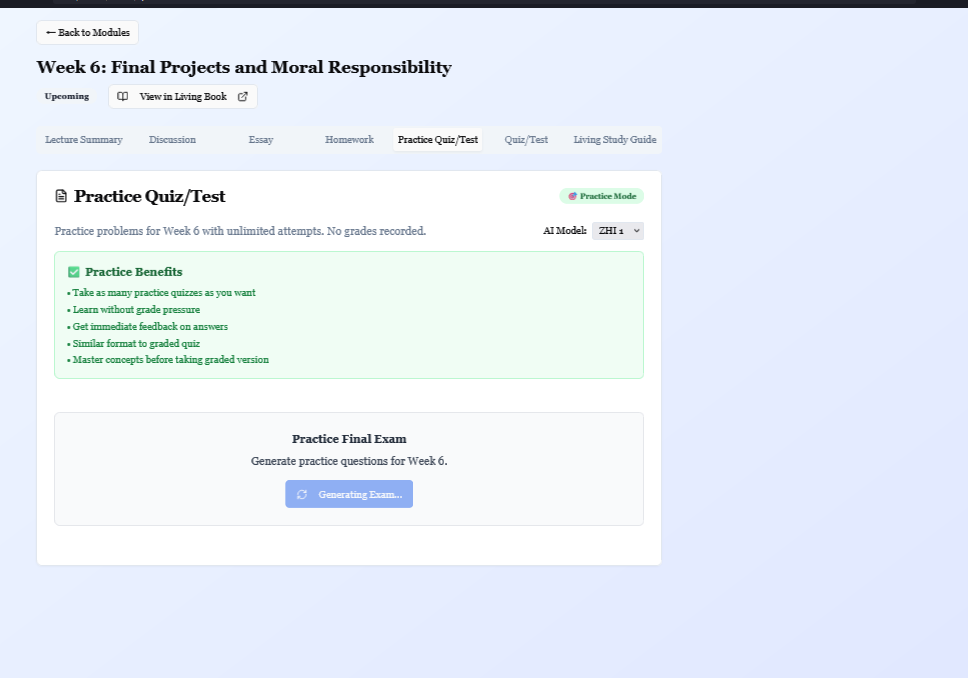 ← Back to Modules
Week 6: Final Projects and Moral Responsibility
Upcoming
View in Living Book
Lecture Summary Discussion Essay Homework Practice Quiz/Test Quiz/Test Living Study Guide
Practice Quiz/Test
🎯 Practice Mode
Practice problems for Week 6 with unlimited attempts. No grades recorded.
AI Model: ZHI 1
✅ Practice Benefits
• Take as many practice quizzes as you want
• Learn without grade pressure
• Get immediate feedback on answers
• Similar format to graded quiz
• Master concepts before taking graded version
Practice Final Exam
Generate practice questions for Week 6.
Generating Exam...